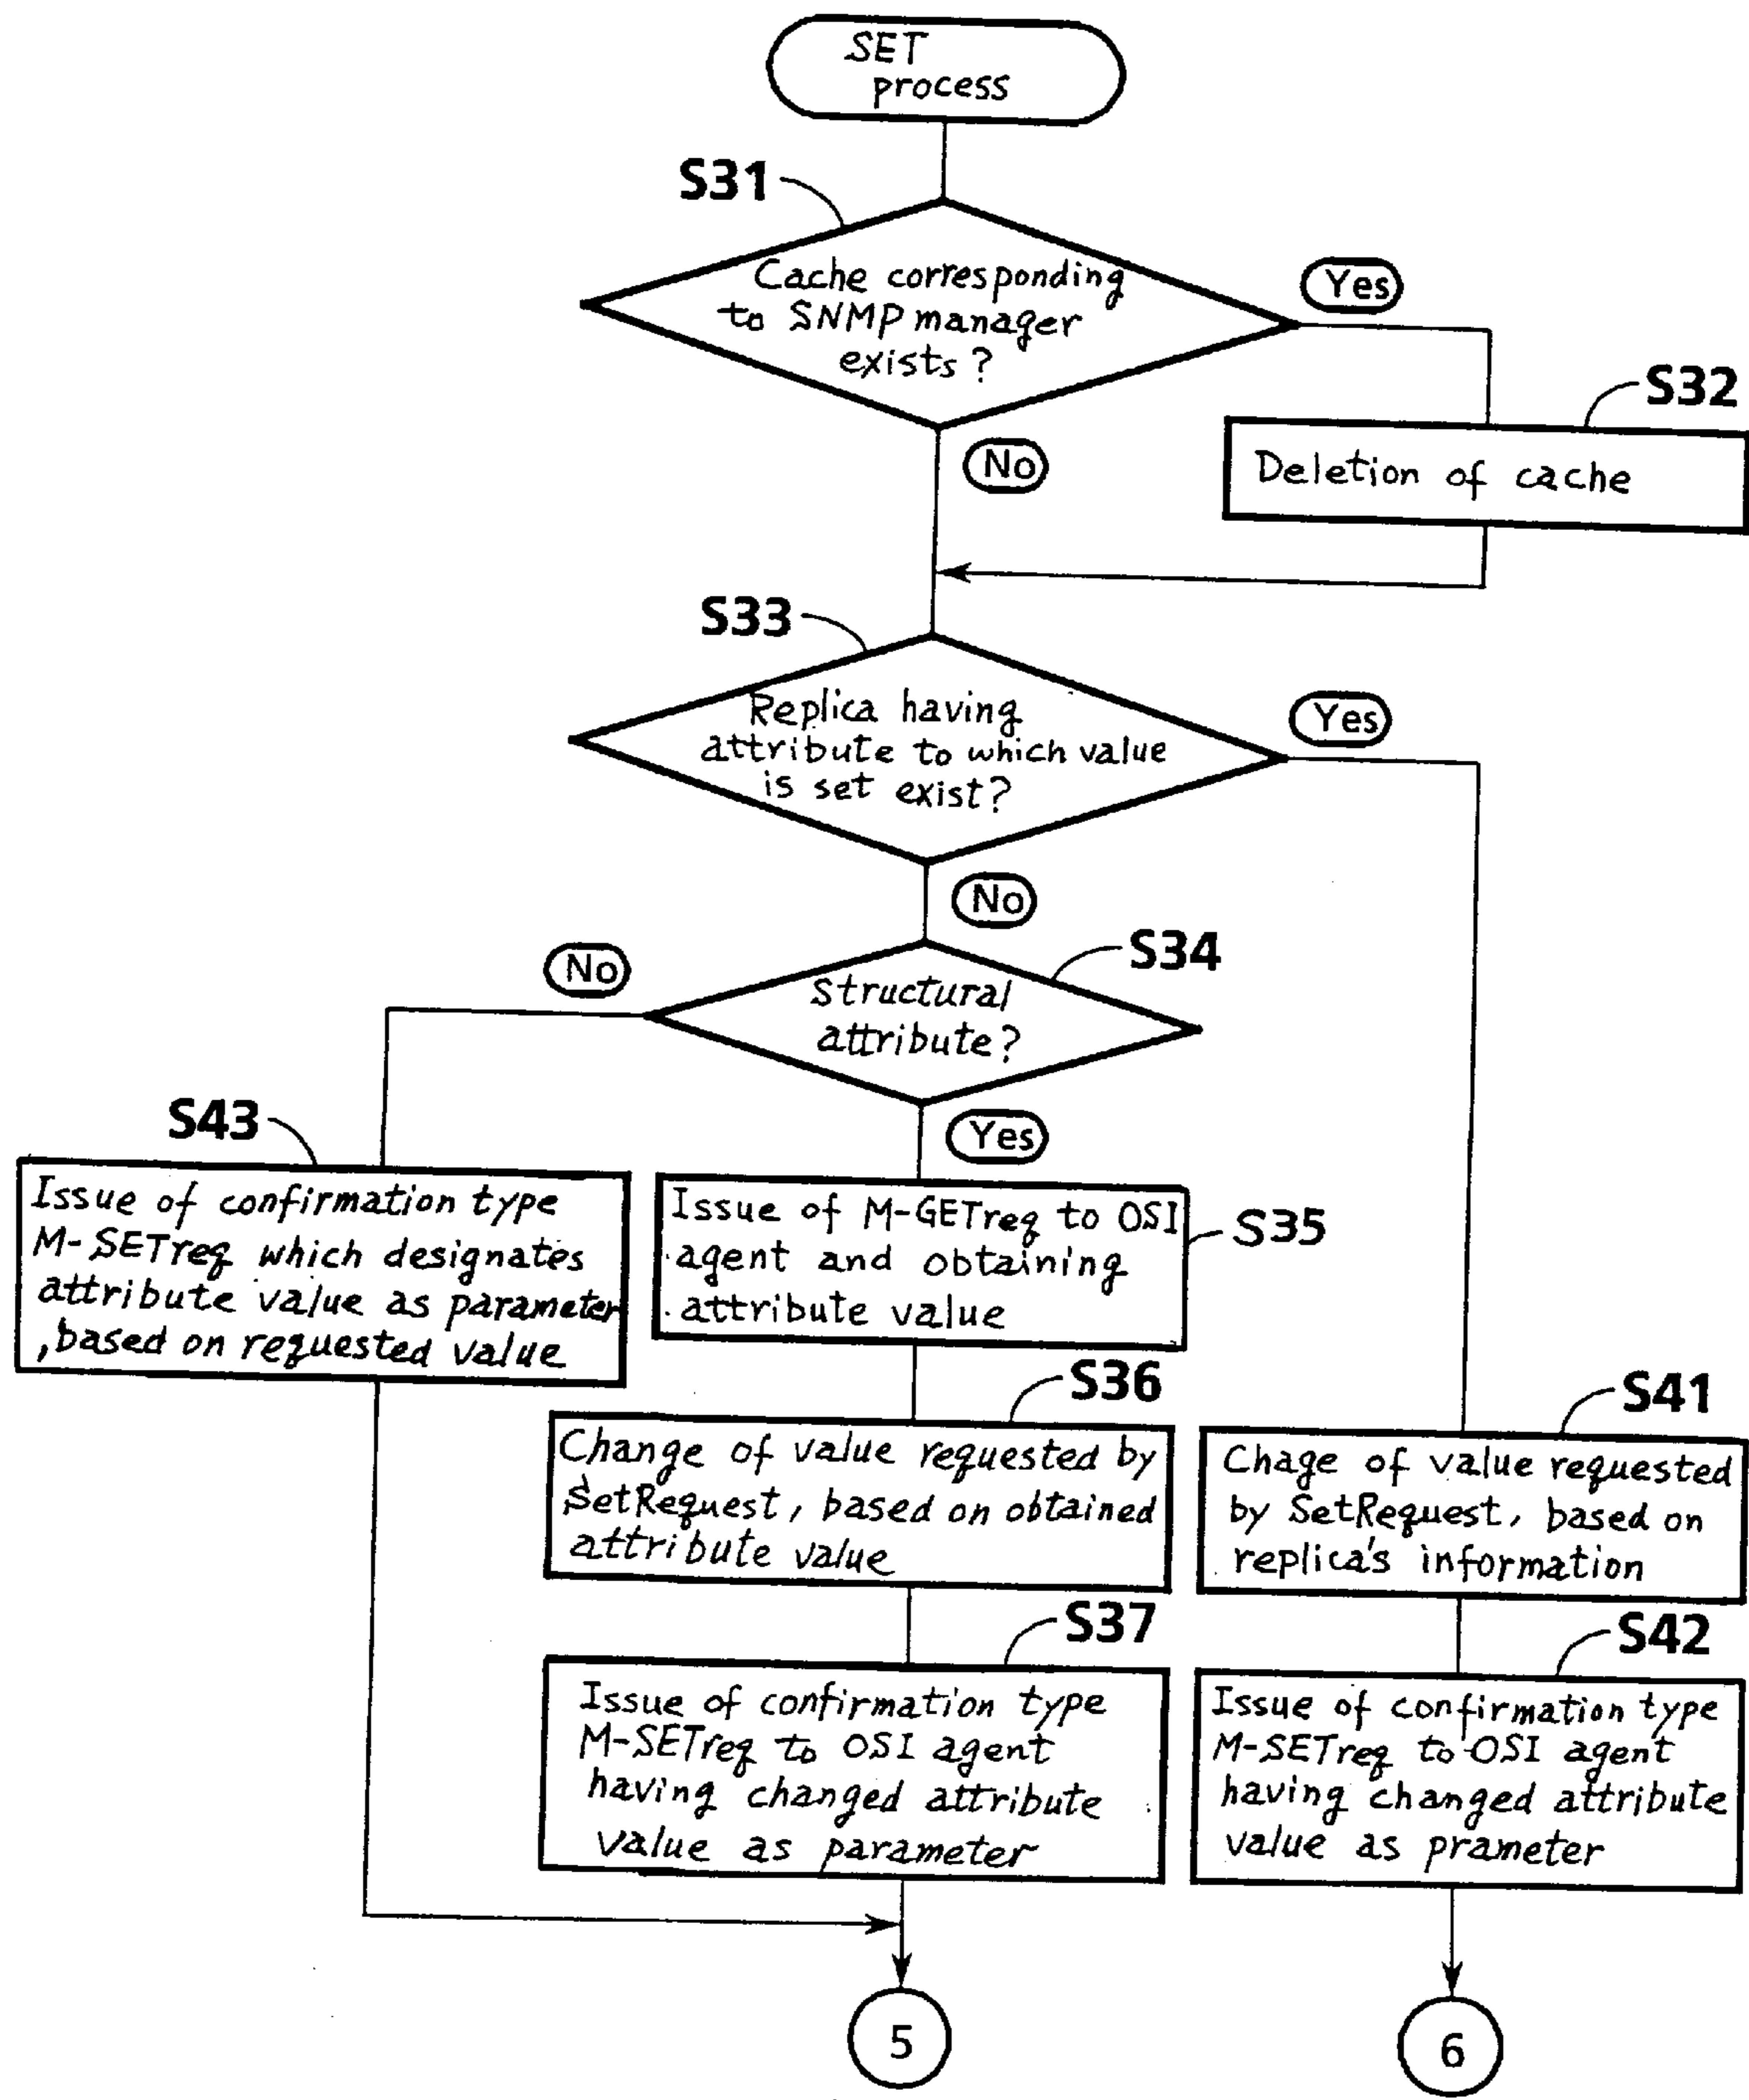 SET
process
S31
Cache corresponding
to SNMP manager
exists?
Yes
S32
No
Deletion of cache
S33
Replica having
attribute to which value
is set exist?
Yes
No
S34
No
Structural
attribute?
S43
Yes
Issue of confirmation type
M-SETreq which designates
attribute value as parameter
,based on requested value
Issue of M-GETreq to OSI
agent and obtaining
attribute value
S35
S36
Change of value requested by
SetRequest, based on obtained
attribute value
S41
Chage of value requested
by SetRequest, based on
replica's information
S37
Issue of confirmation type
M-SETreq to OSI agent
having changed attribute
value as parameter
S42
Issue of confirmation type
M-SETreq to OSI agent
having changed attribute
value as prameter
5
6